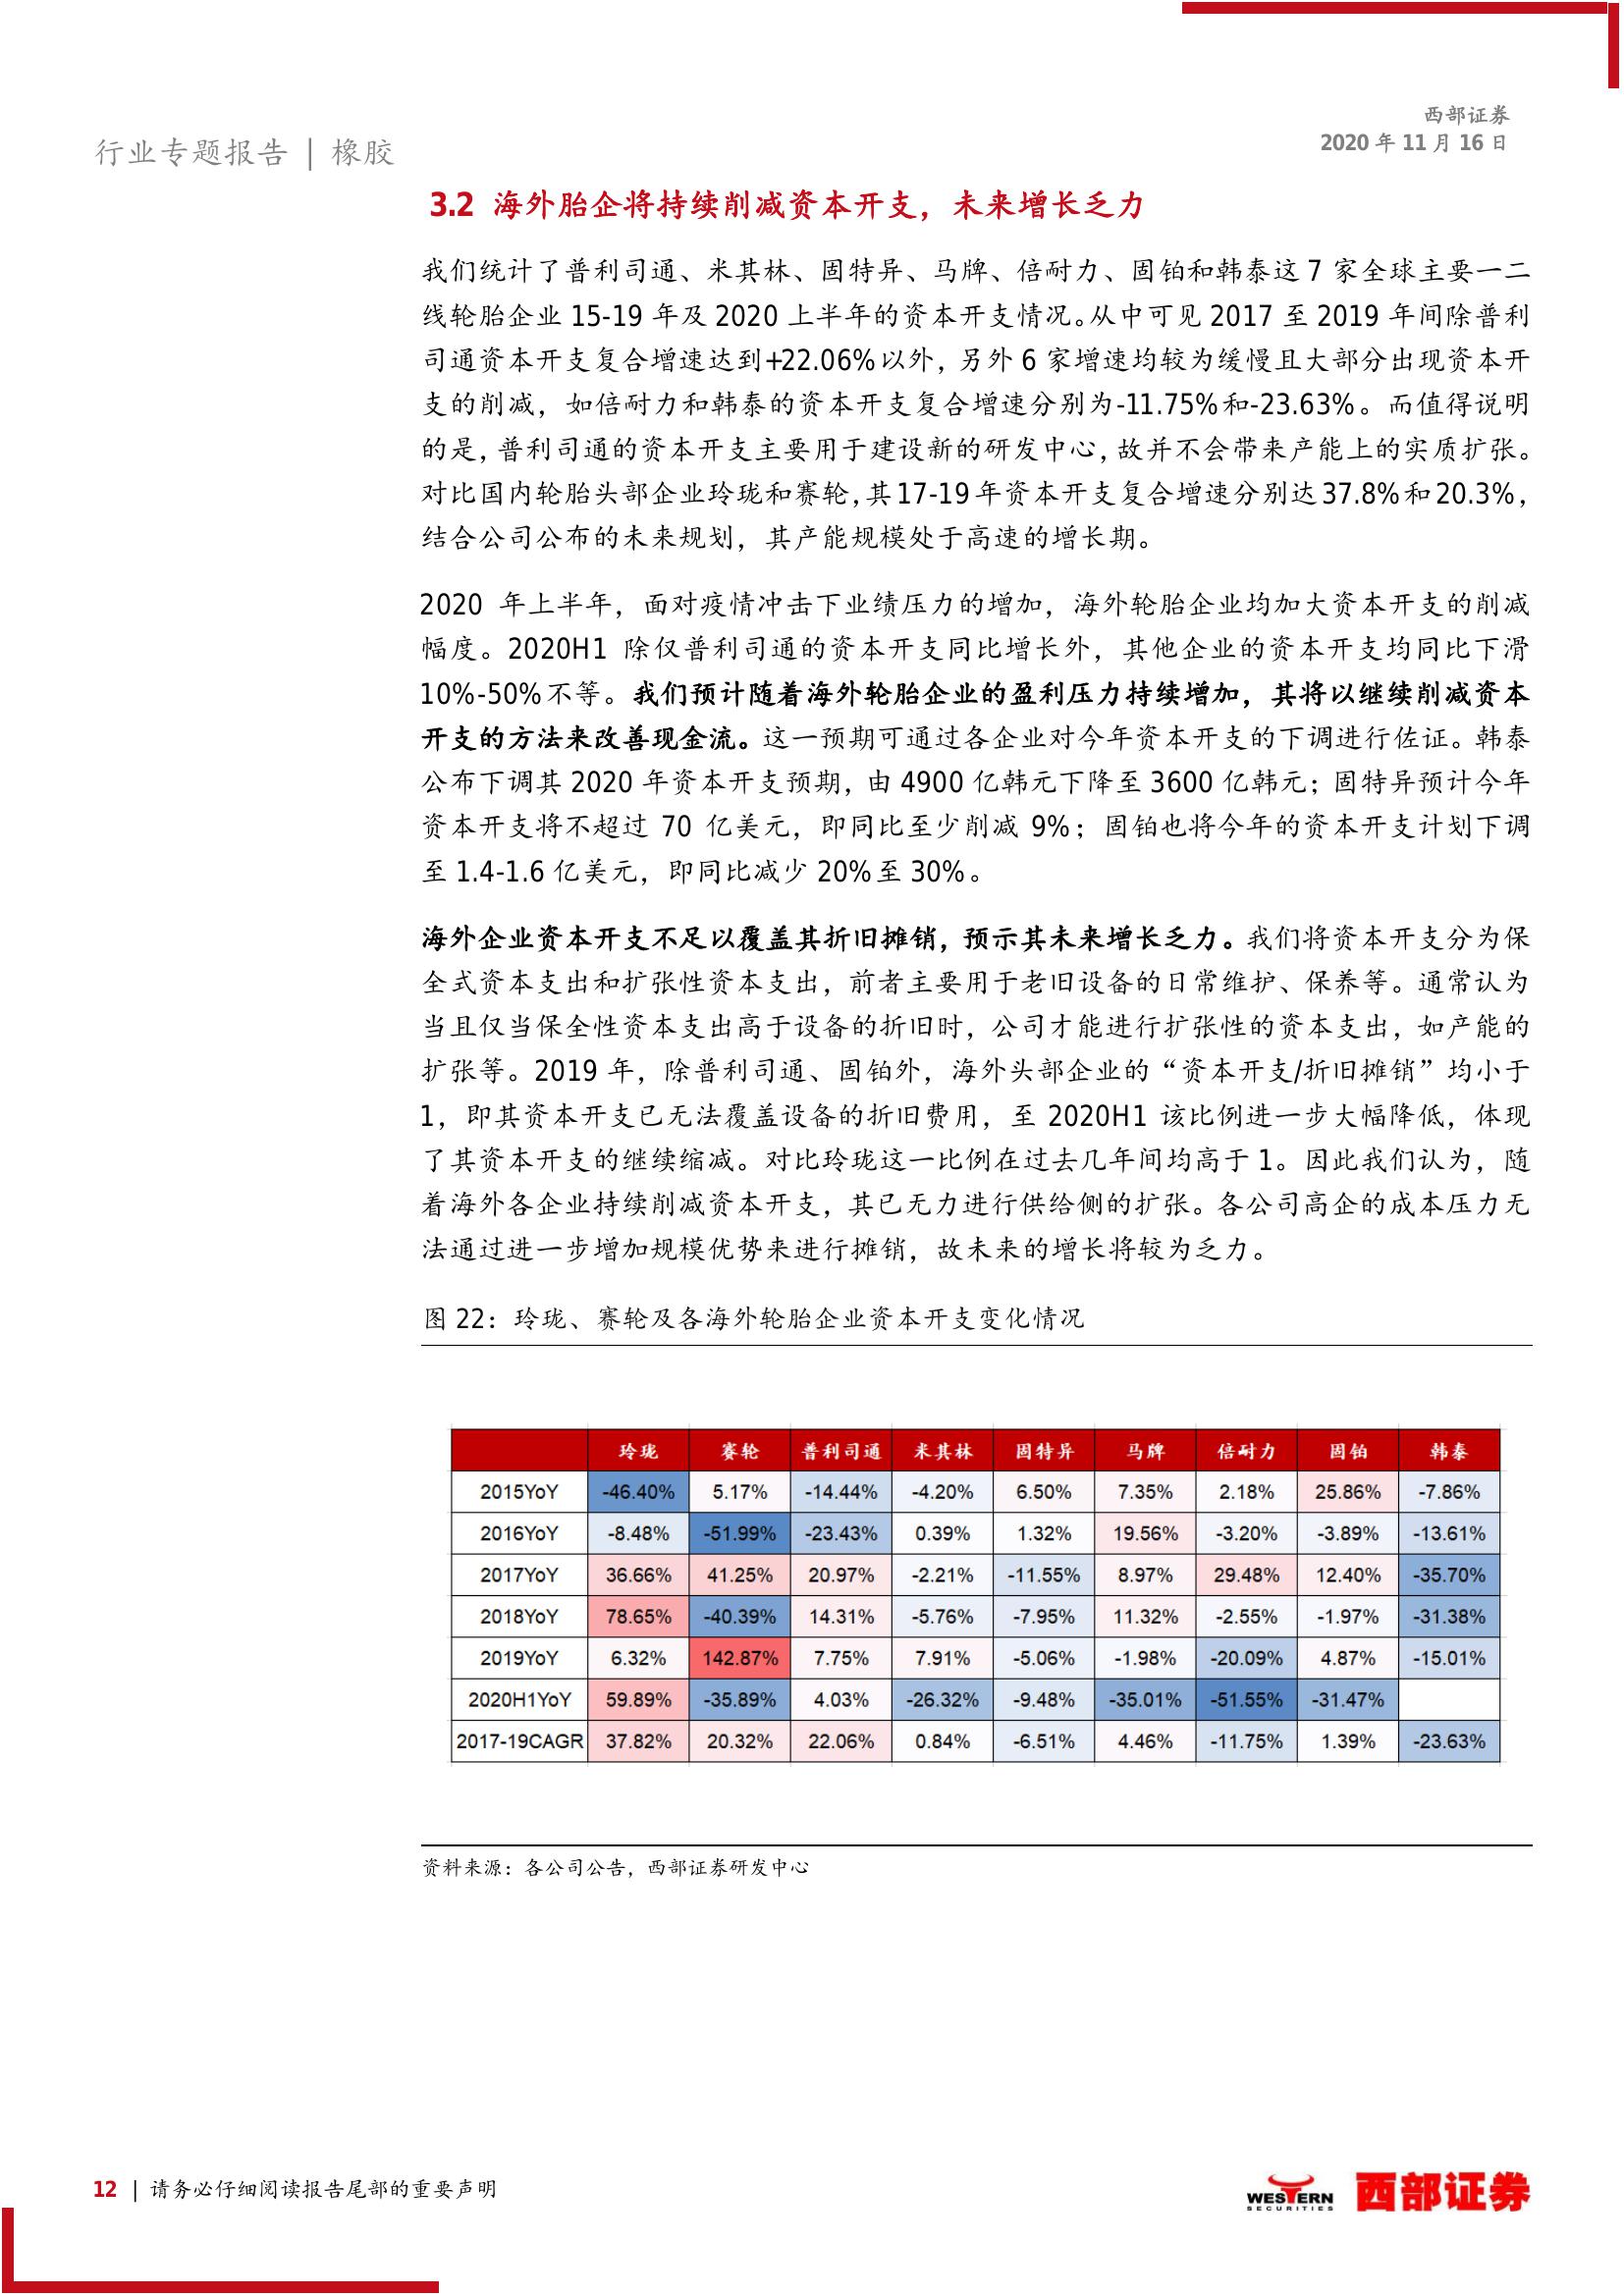 西部证券
2020 年 11 月 16 日
行业专题报告 | 橡胶
3.2 海外胎企将持续削减资本开支，未来增长乏力
我们统计了普利司通、米其林、固特异、马牌、倍耐力、固铂和韩泰这 7 家全球主要一二
线轮胎企业 15-19 年及 2020 上半年的资本开支情况。从中可见 2017 至 2019 年间除普利
司通资本开支复合增速达到+22.06%以外，另外 6 家增速均较为缓慢且大部分出现资本开
支的削减，如倍耐力和韩泰的资本开支复合增速分别为-11.75%和-23.63%。而值得说明
的是，普利司通的资本开支主要用于建设新的研发中心，故并不会带来产能上的实质扩张。
对比国内轮胎头部企业玲珑和赛轮，其 17-19 年资本开支复合增速分别达 37.8%和 20.3%，
结合公司公布的未来规划，其产能规模处于高速的增长期。
2020 年上半年，面对疫情冲击下业绩压力的增加，海外轮胎企业均加大资本开支的削减
幅度。2020H1 除仅普利司通的资本开支同比增长外，其他企业的资本开支均同比下滑
10%-50%不等。我们预计随着海外轮胎企业的盈利压力持续增加，其将以继续削减资本
开支的方法来改善现金流。这一预期可通过各企业对今年资本开支的下调进行佐证。韩泰
公布下调其 2020 年资本开支预期，由 4900 亿韩元下降至 3600 亿韩元；固特异预计今年
资本开支将不超过 70 亿美元，即同比至少削减 9%；固铂也将今年的资本开支计划下调
至 1.4-1.6 亿美元，即同比减少 20%至 30%。
海外企业资本开支不足以覆盖其折旧摊销，预示其未来增长乏力。我们将资本开支分为保
全式资本支出和扩张性资本支出，前者主要用于老旧设备的日常维护、保养等。通常认为
当且仅当保全性资本支出高于设备的折旧时，公司才能进行扩张性的资本支出，如产能的
扩张等。2019 年，除普利司通、固铂外，海外头部企业的“资本开支/折旧摊销”均小于
1，即其资本开支已无法覆盖设备的折旧费用，至 2020H1 该比例进一步大幅降低，体现
了其资本开支的继续缩减。对比玲珑这一比例在过去几年间均高于 1。因此我们认为，随
着海外各企业持续削减资本开支，其已无力进行供给侧的扩张。各公司高企的成本压力无
法通过进一步增加规模优势来进行摊销，故未来的增长将较为乏力。
图 22：玲珑、赛轮及各海外轮胎企业资本开支变化情况
玲珑 赛轮 普利司通 米其林 固特异 马牌 倍耐力 固铂 韩泰
2015YoY -46.40% 5.17% -14.44% -4.20% 6.50% 7.35% 2.18% 25.86% -7.86%
2016YoY -8.48% -51.99% -23.43% 0.39% 1.32% 19.56% -3.20% -3.89% -13.61%
2017YoY 36.66% 41.25% 20.97% -2.21% -11.55% 8.97% 29.48% 12.40% -35.70%
2018YoY 78.65% -40.39% 14.31% -5.76% -7.95% 11.32% -2.55% -1.97% -31.38%
2019YoY 6.32% 142.87% 7.75% 7.91% -5.06% -1.98% -20.09% 4.87% -15.01%
2020H1YoY 59.89% -35.89% 4.03% -26.32% -9.48% -35.01% -51.55% -31.47%
2017-19CAGR 37.82% 20.32% 22.06% 0.84% -6.51% 4.46% -11.75% 1.39% -23.63%
资料来源：各公司公告，西部证券研发中心
12 | 请务必仔细阅读报告尾部的重要声明
WESTERN
SECURITIES
西部证券